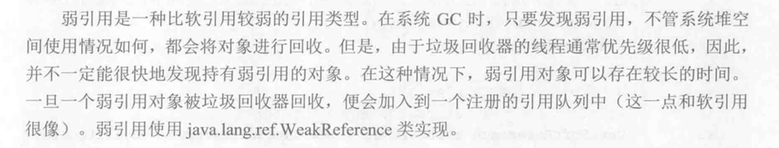 弱引用是一种比软引用较弱的引用类型。在系统 GC 时，只要发现弱引用，不管系统堆空
间使用情况如何，都会将对象进行回收。但是，由于垃圾回收器的线程通常优先级很低，因此，
并不一定能很快地发现持有弱引用的对象。在这种情况下，弱引用对象可以存在较长的时间。
一旦一个弱引用对象被垃圾回收器回收，便会加入到一个注册的引用队列中（这一点和软引用
很像）。弱引用使用 java.lang.ref.WeakReference 类实现。